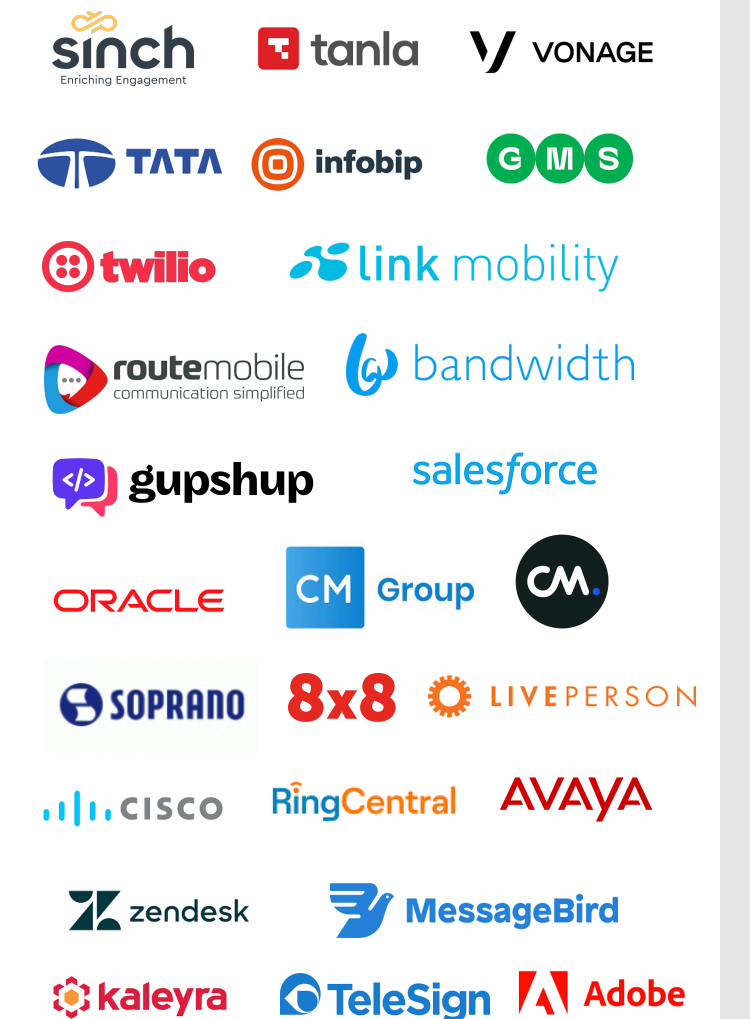 sinch
Enriching Engagement
tanla
VONAGE
TATA
infobip
GMS
twilio
link mobility
routemobile
communication simplified
bandwidth
</> gupshup
salesforce
ORACLE
CM Group
CM.
SOPRANO
8x8
LIVEPERSON
CISCO
RingCentral
AVAYA
zendesk
MessageBird
kaleyra
TeleSign
Adobe